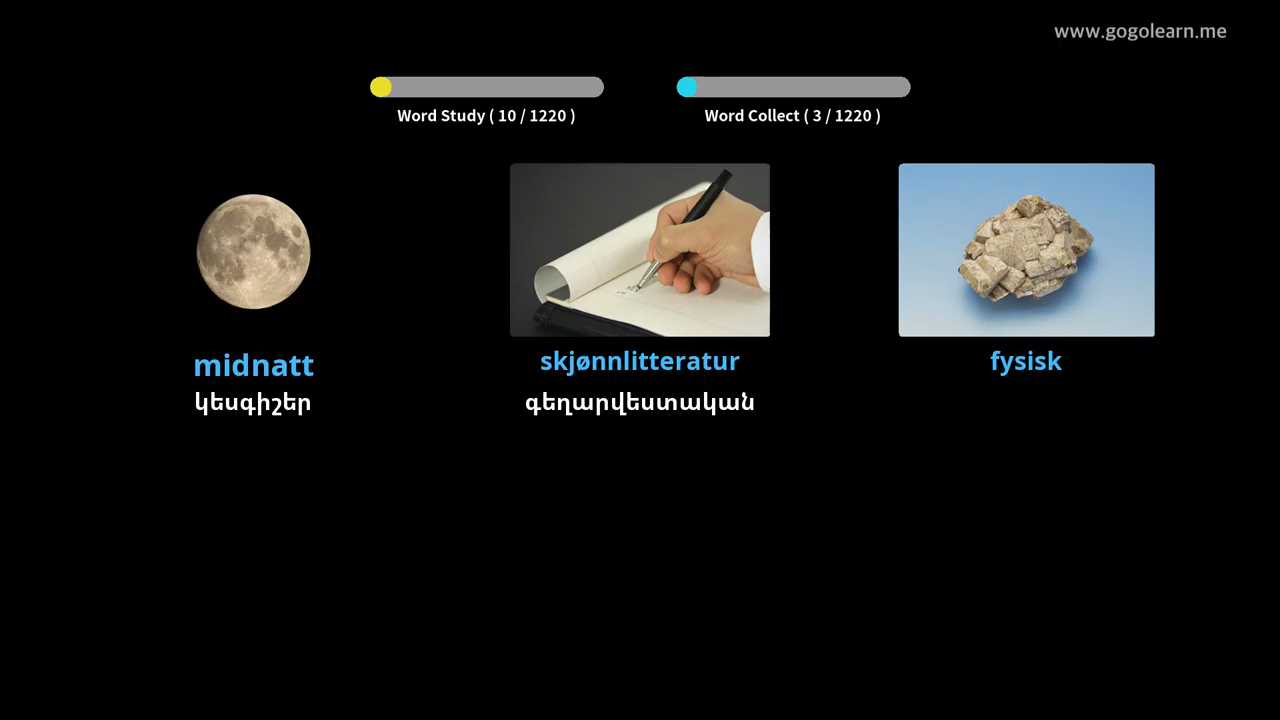 www.gogolearn.me
Word Study ( 10 / 1220 )
Word Collect ( 3 / 1220 )
midnatt
կեսգիշեր
skjønnlitteratur
գեղարվեստական
fysisk